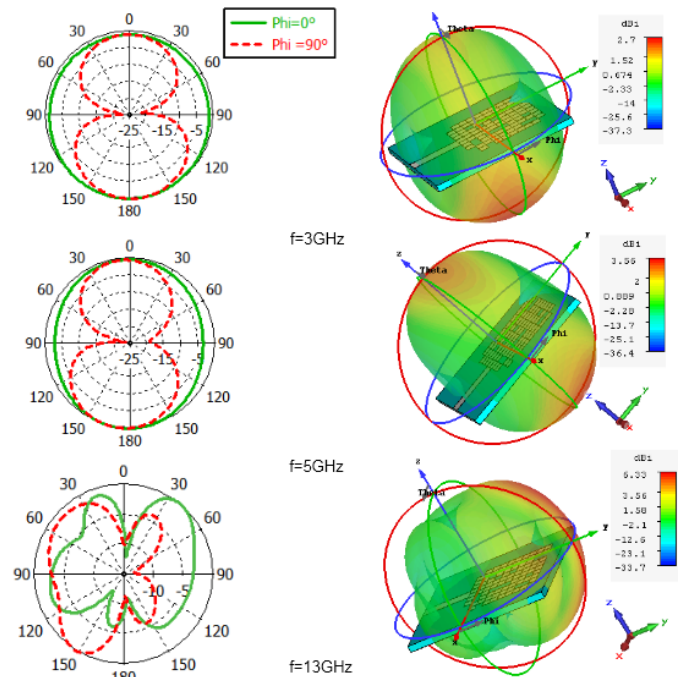 Phi=0º
Phi =90º
0
30 30
60 60
90 90
-25 -5
120 120
150 150
180
Theta
y
x
Phi
dBi
2.7
1.52
0.674
-3.33
-14
-25.6
-37.3
z
y
x
f=3GHz
0
30 30
60 60
90 90
-25 -5
120 120
150 150
180
z
Theta
y
Phi
x
dBi
3.56
2
0.889
-2.28
-13.7
-25.1
-36.4
z
y
x
f=5GHz
0
30 30
60 60
90 90
-10 -5
120 120
150 150
180
z
Theta
y
Phi
x
dBi
6.33
3.56
1.58
-2.1
-12.6
-23.1
-33.7
z
y
x
f=13GHz